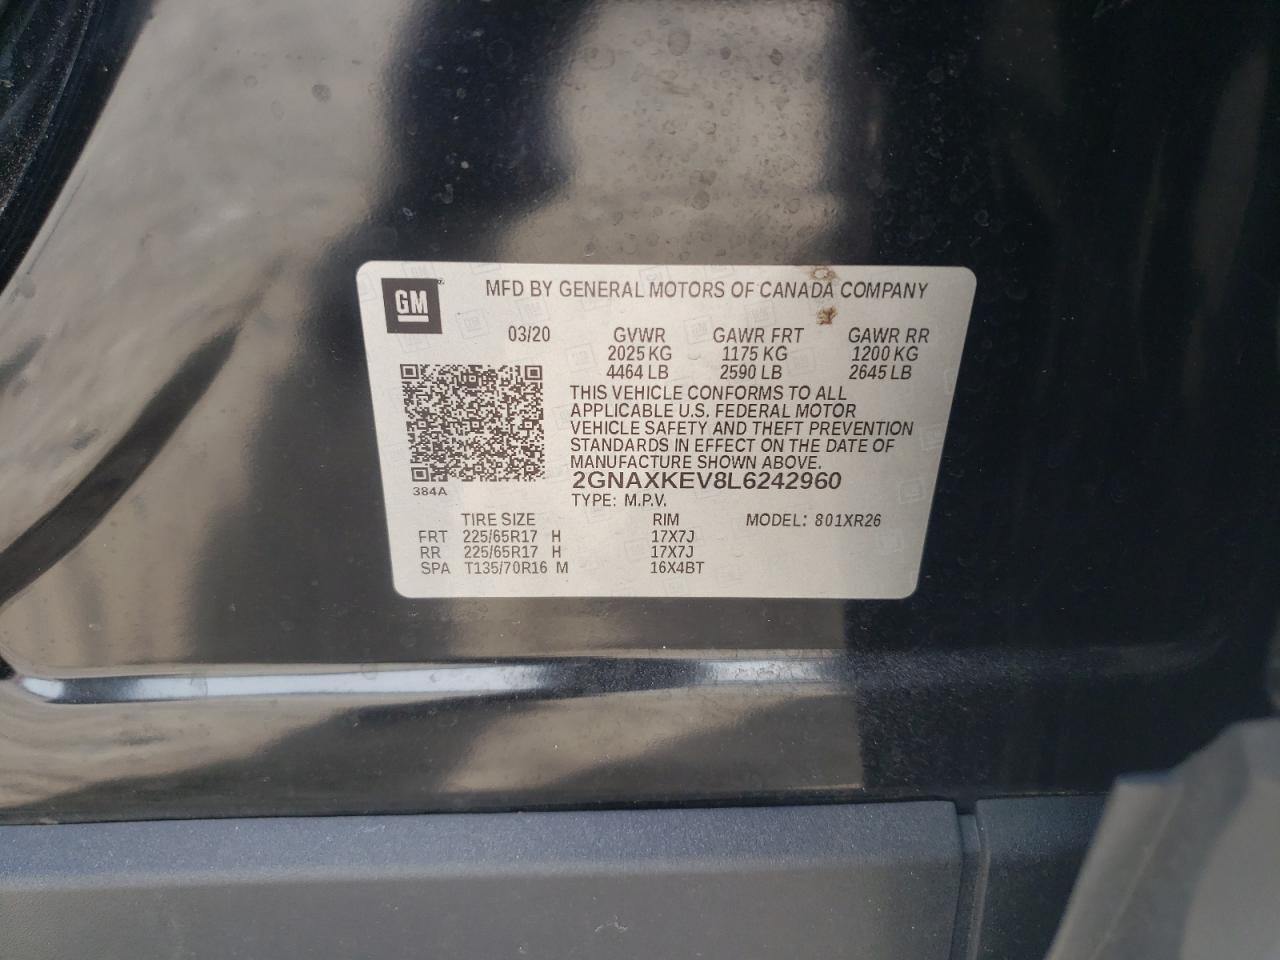 GM
MFD BY GENERAL MOTORS OF CANADA COMPANY
03/20 GVWR GAWR FRT GAWR RR
2025 KG 1175 KG 1200 KG
4464 LB 2590 LB 2645 LB
THIS VEHICLE CONFORMS TO ALL
APPLICABLE U.S. FEDERAL MOTOR
VEHICLE SAFETY AND THEFT PREVENTION
STANDARDS IN EFFECT ON THE DATE OF
MANUFACTURE SHOWN ABOVE.
384A
2GNAXKEV8L6242960
TYPE: M.P.V.
TIRE SIZE RIM MODEL: 801XR26
FRT 225/65R17 H 17X7J
RR 225/65R17 H 17X7J
SPA T135/70R16 M 16X4BT